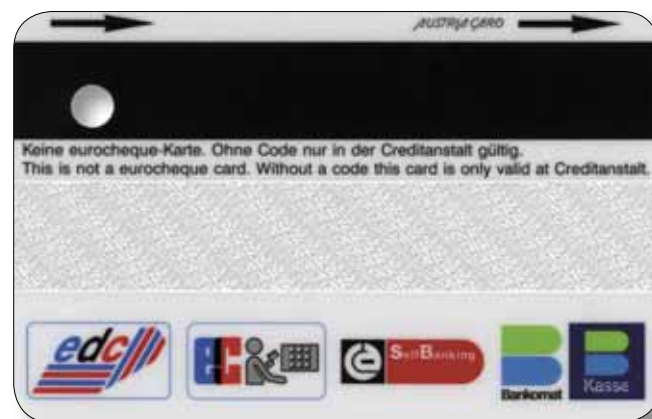 AUSTRIA CARD
Keine eurocheque-Karte. Ohne Code nur in der Creditanstalt gültig.
This is not a eurocheque card. Without a code this card is only valid at Creditanstalt.
edc
ec
SelfBanking
Bankomat
Kasse